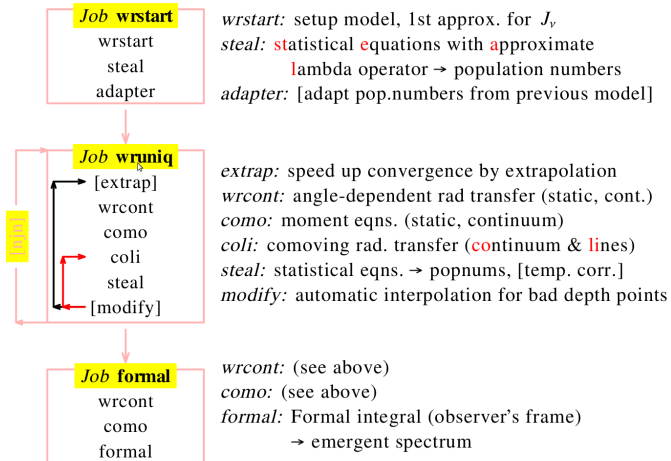 Job wrstart
wrstart
steal
adapter
wrstart: setup model, 1st approx. for Jν
steal: statistical equations with approximate
lambda operator → population numbers
adapter: [adapt pop.numbers from previous model]
Job wruniq
[extrap]
wrcont
como
coli
steal
[modify]
[njn]
extrap: speed up convergence by extrapolation
wrcont: angle-dependent rad transfer (static, cont.)
como: moment eqns. (static, continuum)
coli: comoving rad. transfer (continuum & lines)
steal: statistical eqns. → popnums, [temp. corr.]
modify: automatic interpolation for bad depth points
Job formal
wrcont
como
formal
wrcont: (see above)
como: (see above)
formal: Formal integral (observer's frame)
→ emergent spectrum